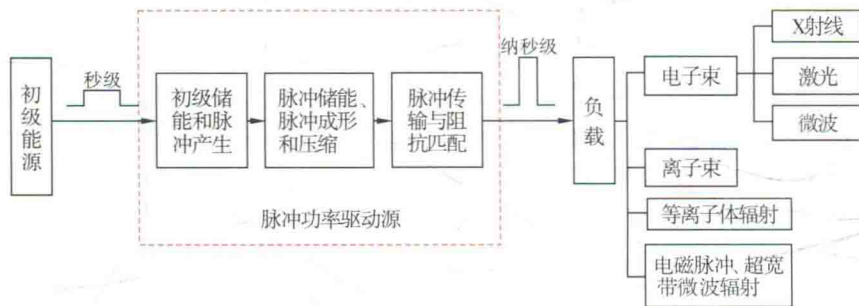 初级能源
秒级
初级储
能和脉
冲产生
脉冲储能、
脉冲成形
和压缩
脉冲传
输与阻
抗匹配
脉冲功率驱动源
纳秒级
负载
电子束
X射线
激光
微波
离子束
等离子体辐射
电磁脉冲、超宽
带微波辐射